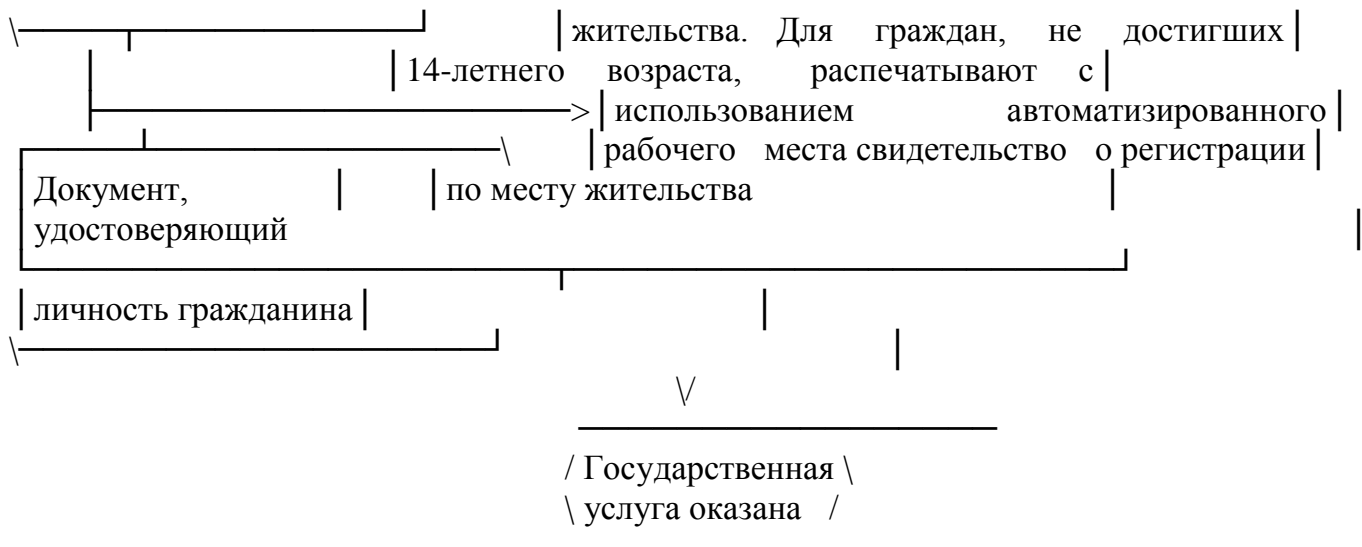 жительства. Для граждан, не достигших
14-летнего возраста, распечатывают с
использованием автоматизированного
рабочего места свидетельство о регистрации
Документ, по месту жительства
удостоверяющий
личность гражданина
/ Государственная \
\ услуга оказана /